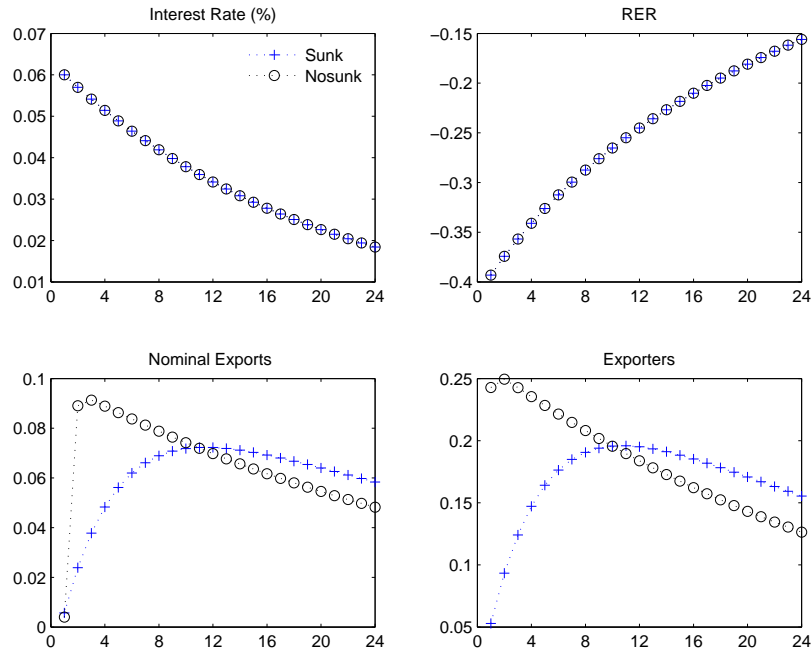 Interest Rate (%)
0.07
0.06
0.05
0.04
0.03
0.02
0.01
0 4 8 12 16 20 24
Sunk
Nosunk
RER
−0.15
−0.2
−0.25
−0.3
−0.35
−0.4
0 4 8 12 16 20 24
Nominal Exports
0.1
0.08
0.06
0.04
0.02
0
0 4 8 12 16 20 24
Exporters
0.25
0.2
0.15
0.1
0.05
0 4 8 12 16 20 24